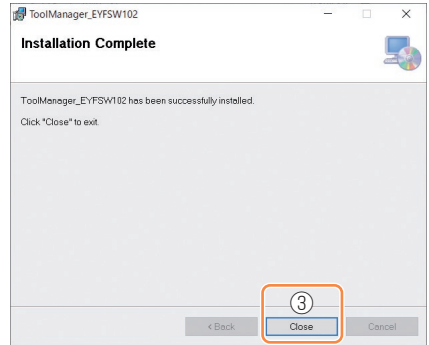 ToolManager_EYFSW102
Installation Complete
ToolManager_EYFSW102 has been successfully installed.
Click "Close" to exit.
③
< Back Close Cancel